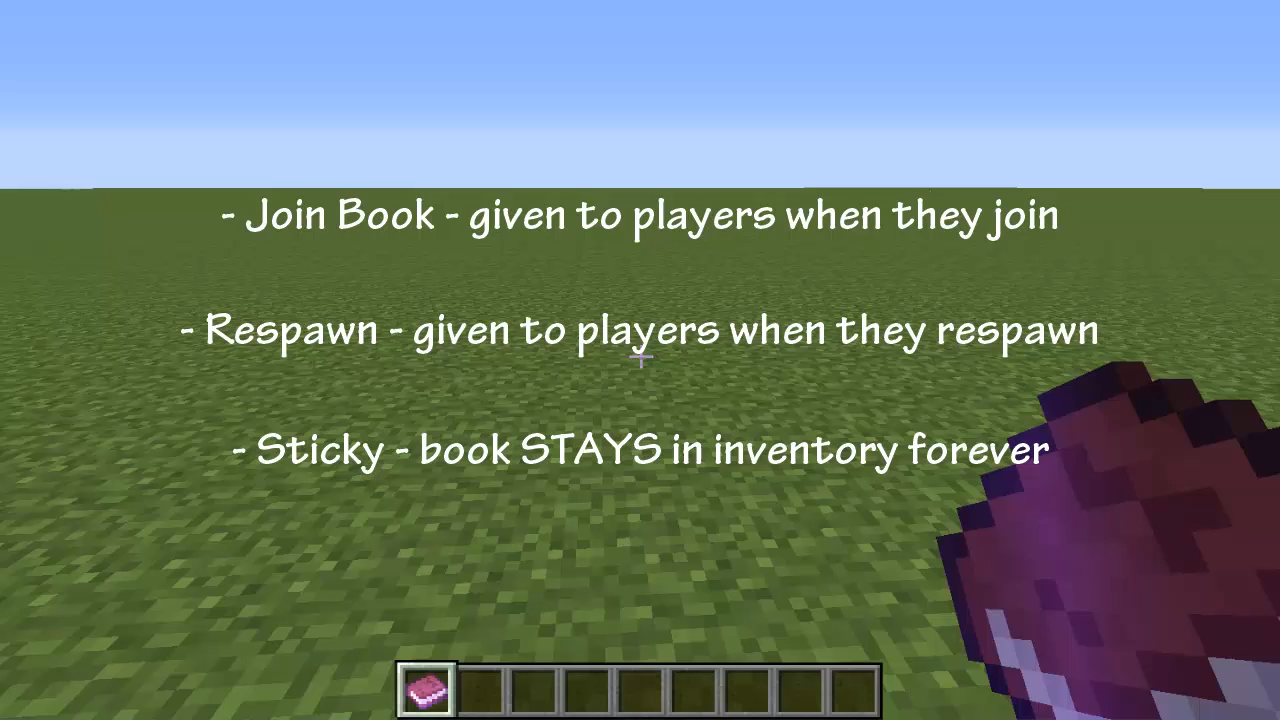 - Join Book - given to players when they join
- Respawn - given to players when they respawn
- Sticky - book STAYS in inventory forever